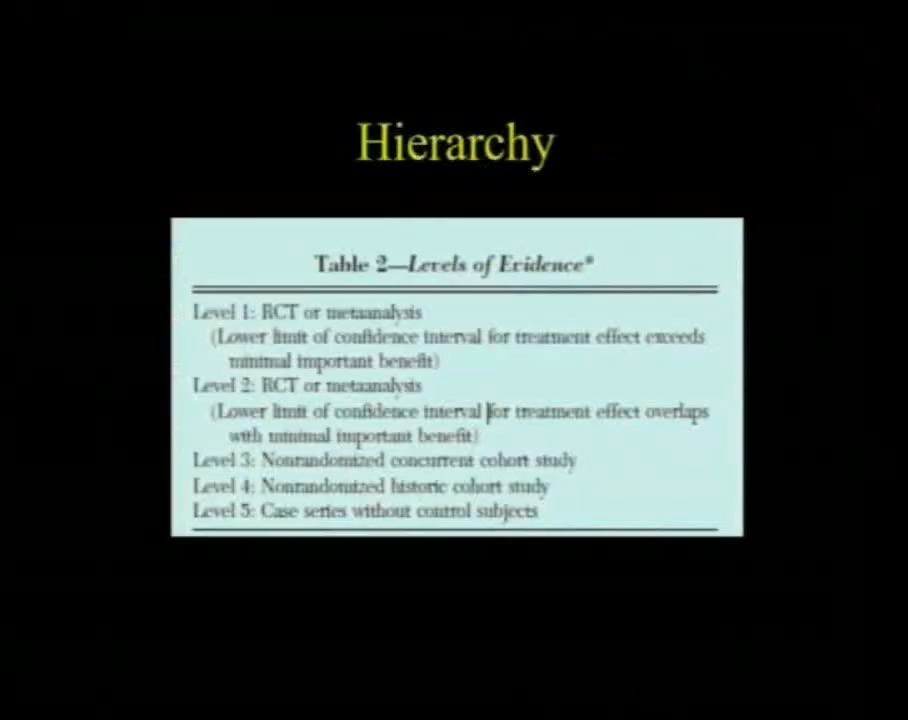 Hierarchy
Table 2—Levels of Evidence*
Level 1: RCT or metaanalysis
(Lower limit of confidence interval for treatment effect exceeds
minimal important benefit)
Level 2: RCT or metaanalysis
(Lower limit of confidence interval for treatment effect overlaps
with minimal important benefit)
Level 3: Nonrandomized concurrent cohort study
Level 4: Nonrandomized historic cohort study
Level 5: Case series without control subjects